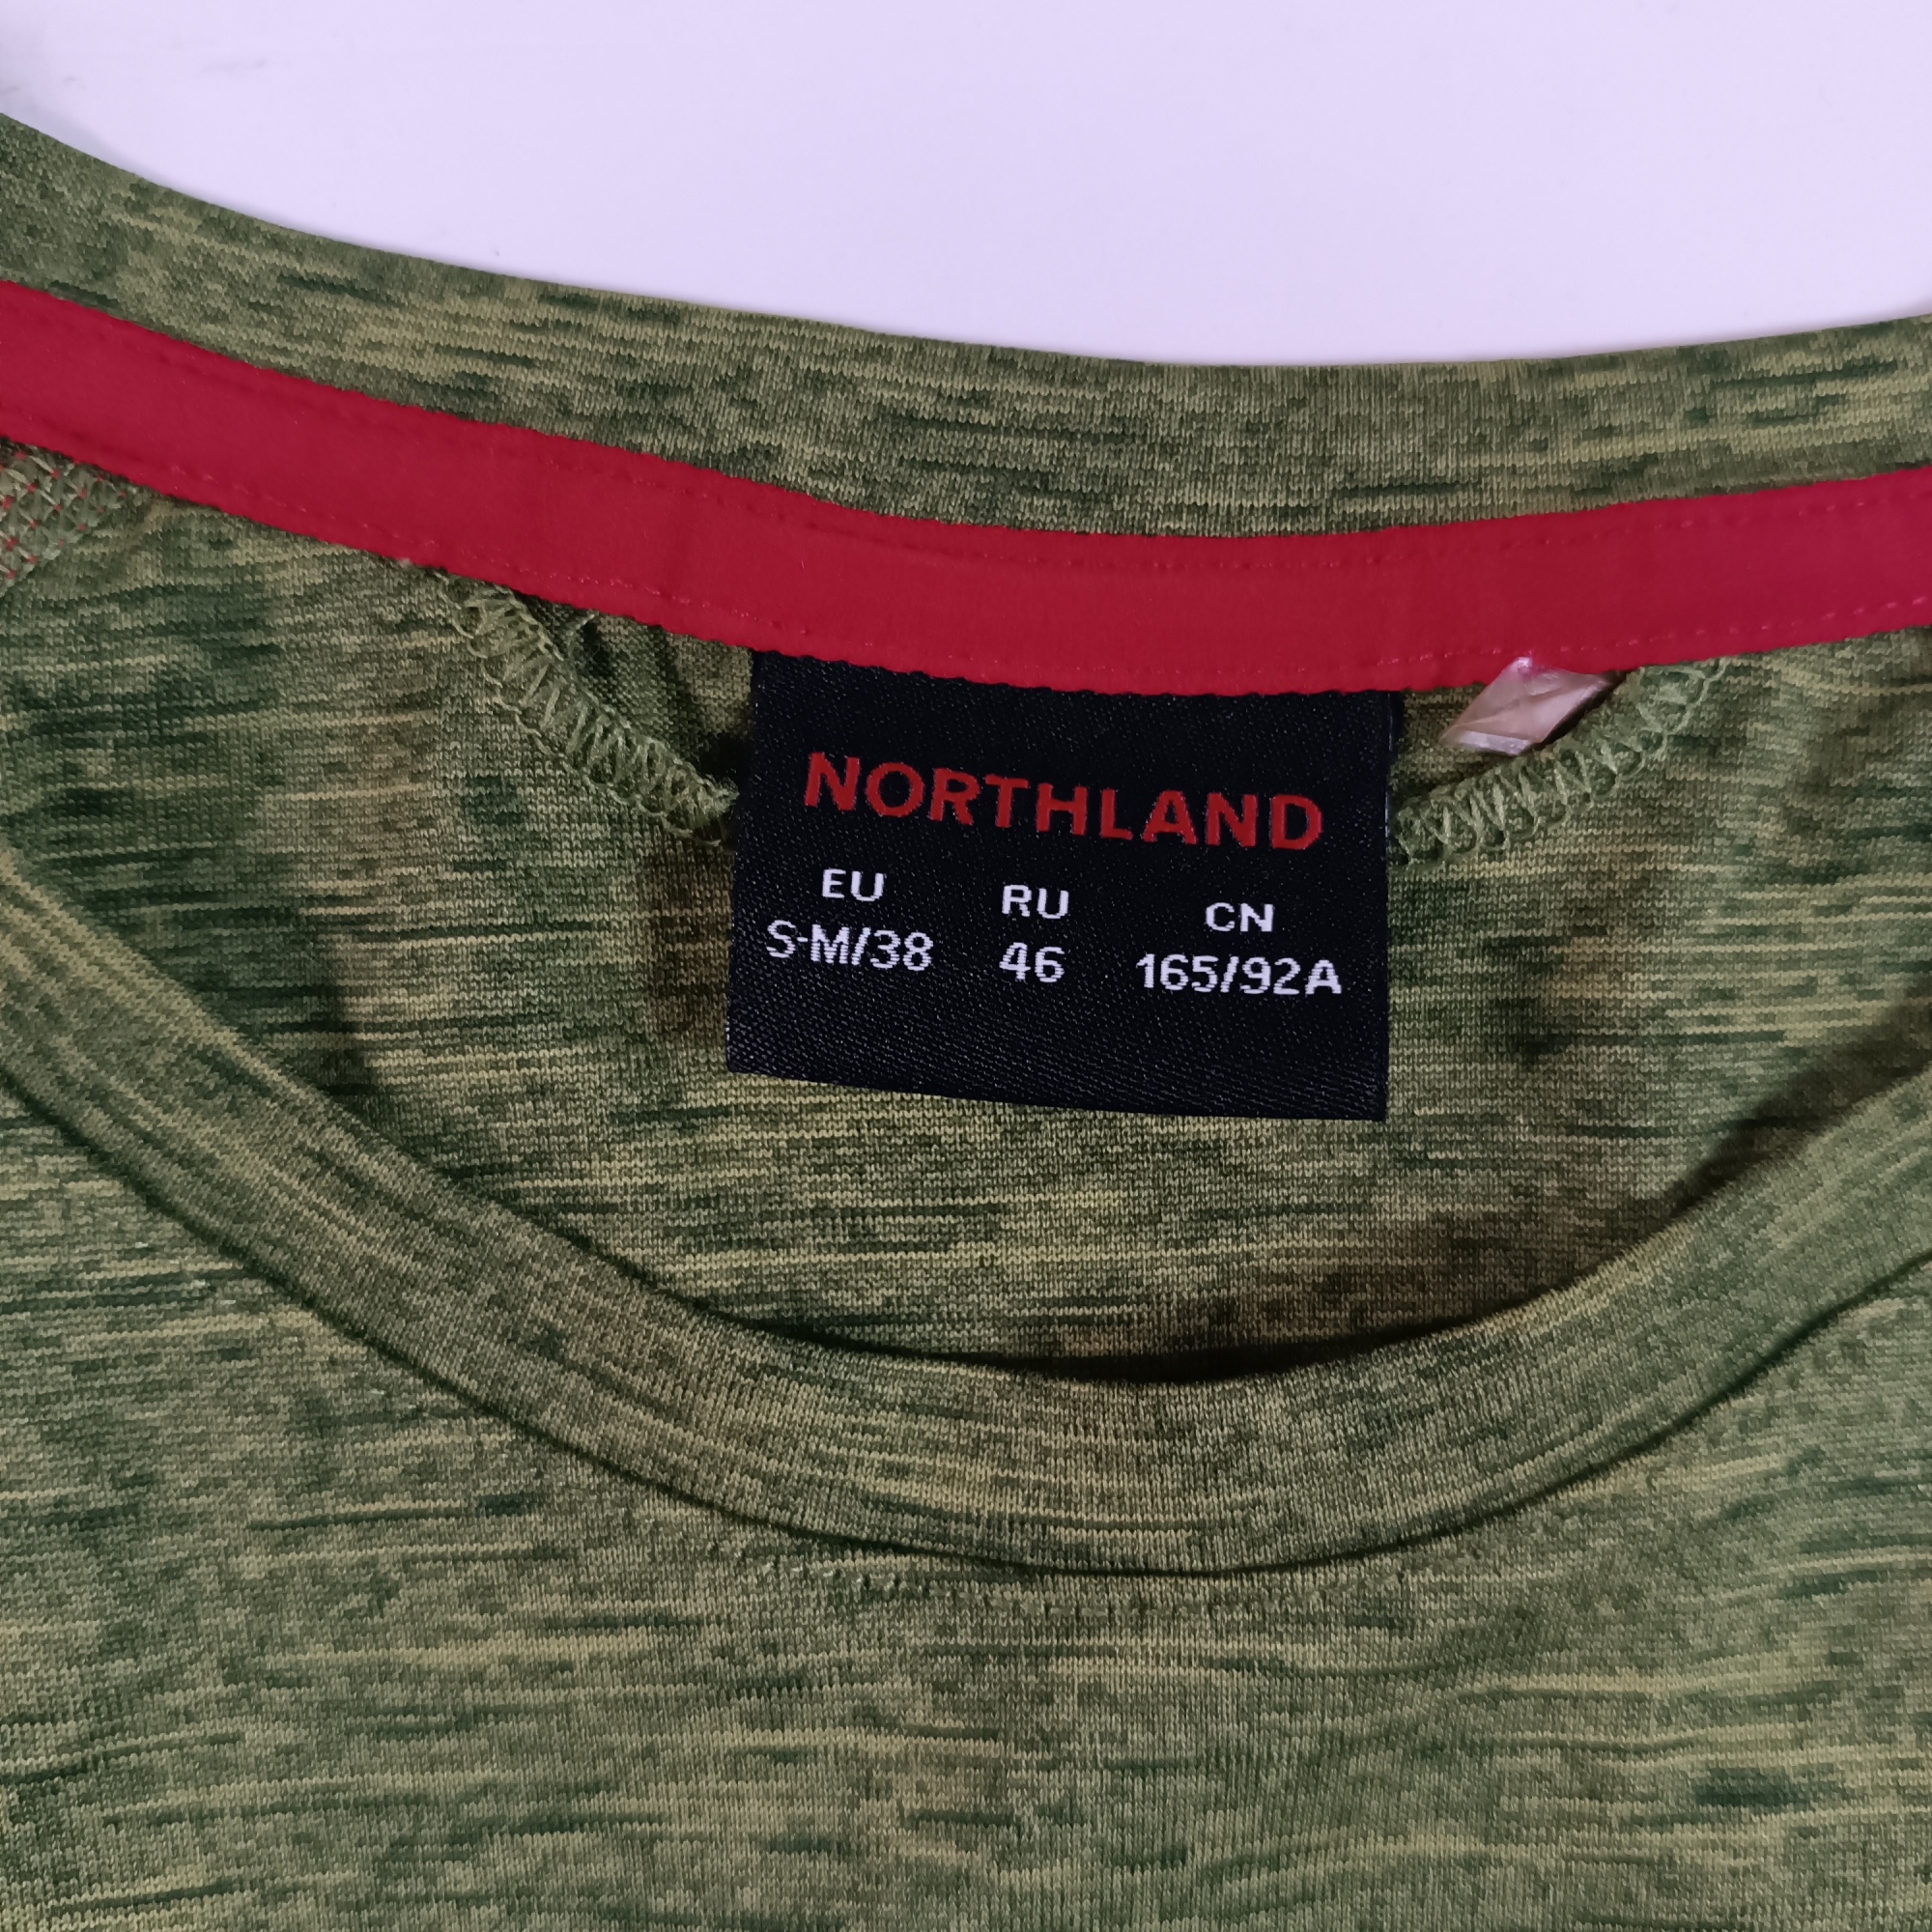 NORTHLAND
EU RU CN
S-M/38 46 165/92A